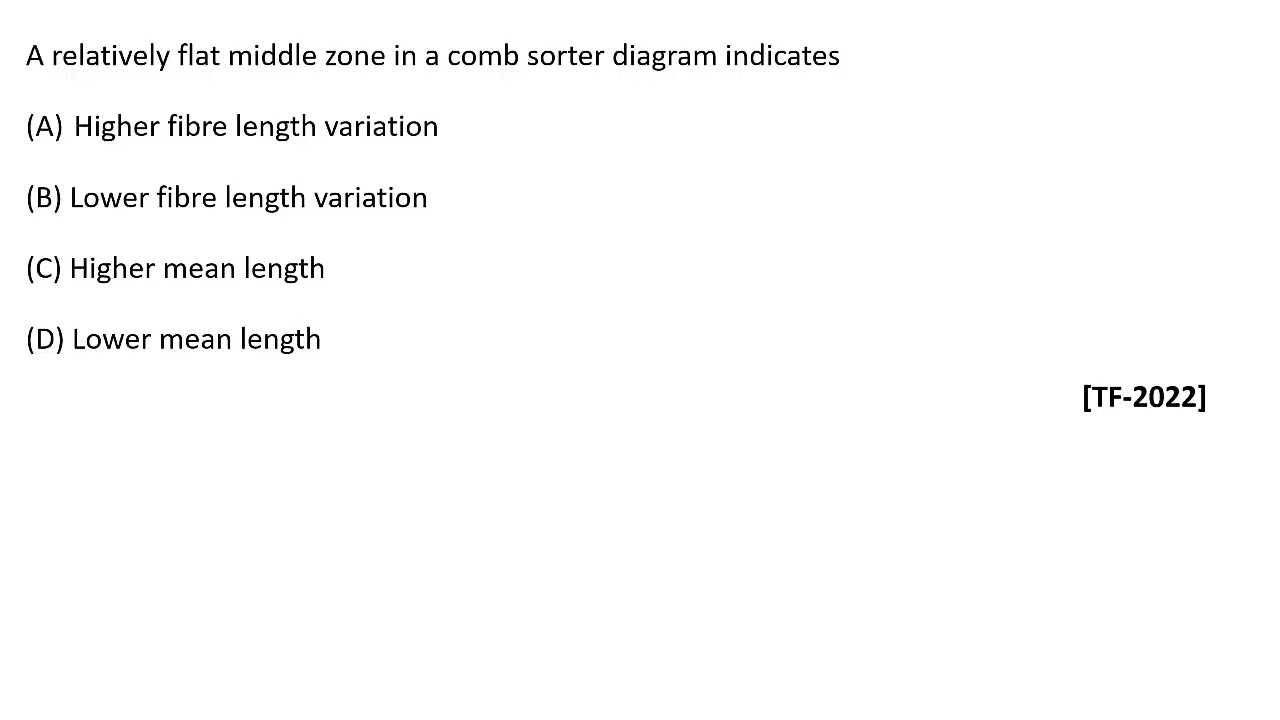 A relatively flat middle zone in a comb sorter diagram indicates
(A) Higher fibre length variation
(B) Lower fibre length variation
(C) Higher mean length
(D) Lower mean length
[TF-2022]